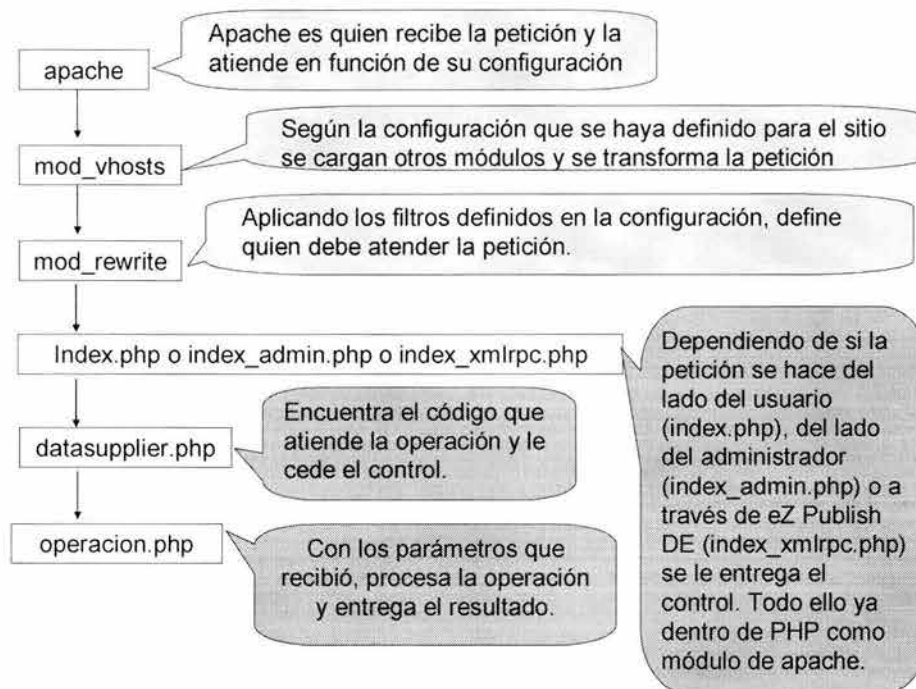 Apache es quien recibe la petición y la
atiende en función de su configuración
apache
Según la configuración que se haya definido para el sitio
se cargan otros módulos y se transforma la petición
mod_vhosts
Aplicando los filtros definidos en la configuración, define
quien debe atender la petición.
mod_rewrite
Index.php o index_admin.php o index_xmlrpc.php
Dependiendo de si la
petición se hace del
lado del usuario
(index.php), del lado
del administrador
(index_admin.php) o a
través de eZ Publish
DE (index_xmlrpc.php)
se le entrega el
control. Todo ello ya
dentro de PHP como
módulo de apache.
Encuentra el código que
atiende la operación y le
cede el control.
datasupplier.php
operacion.php
Con los parámetros que
recibió, procesa la operación
y entrega el resultado.